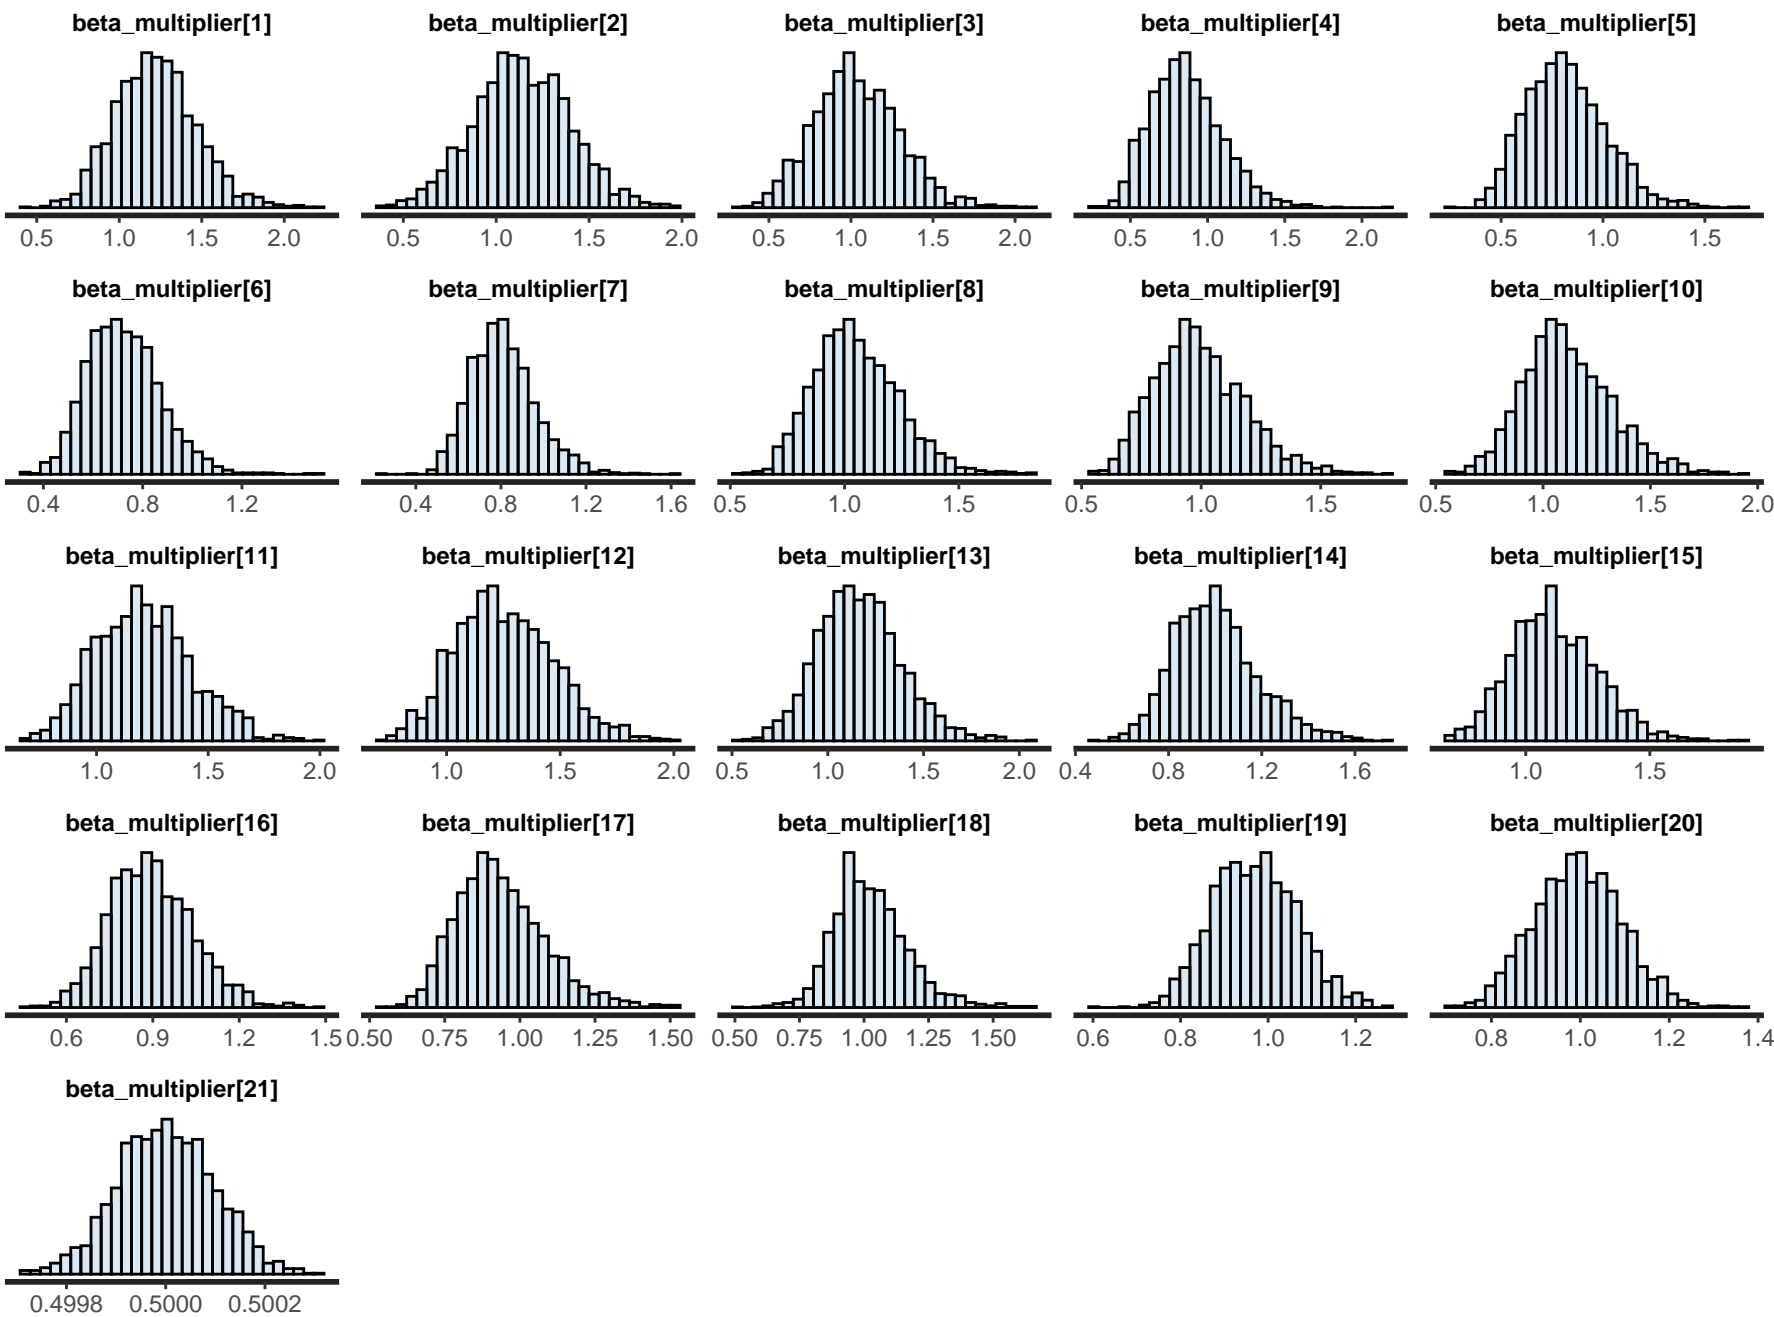 beta_multiplier[1] beta_multiplier[2] beta_multiplier[3] beta_multiplier[4] beta_multiplier[5]
0.5 1.0 1.5 2.0 0.5 1.0 1.5 2.0 0.5 1.0 1.5 2.0 0.5 1.0 1.5 2.0 0.5 1.0 1.5
beta_multiplier[6] beta_multiplier[7] beta_multiplier[8] beta_multiplier[9] beta_multiplier[10]
0.4 0.8 1.2 0.4 0.8 1.2 1.6 0.5 1.0 1.5 0.5 1.0 1.5 0.5 1.0 1.5 2.0
beta_multiplier[11] beta_multiplier[12] beta_multiplier[13] beta_multiplier[14] beta_multiplier[15]
1.0 1.5 2.0 1.0 1.5 2.0 0.5 1.0 1.5 2.0 0.4 0.8 1.2 1.6 1.0 1.5
beta_multiplier[16] beta_multiplier[17] beta_multiplier[18] beta_multiplier[19] beta_multiplier[20]
0.6 0.9 1.2 1.5 0.50 0.75 1.00 1.25 1.50 0.50 0.75 1.00 1.25 1.50 0.6 0.8 1.0 1.2 0.8 1.0 1.2 1.4
beta_multiplier[21]
0.4998 0.5000 0.5002